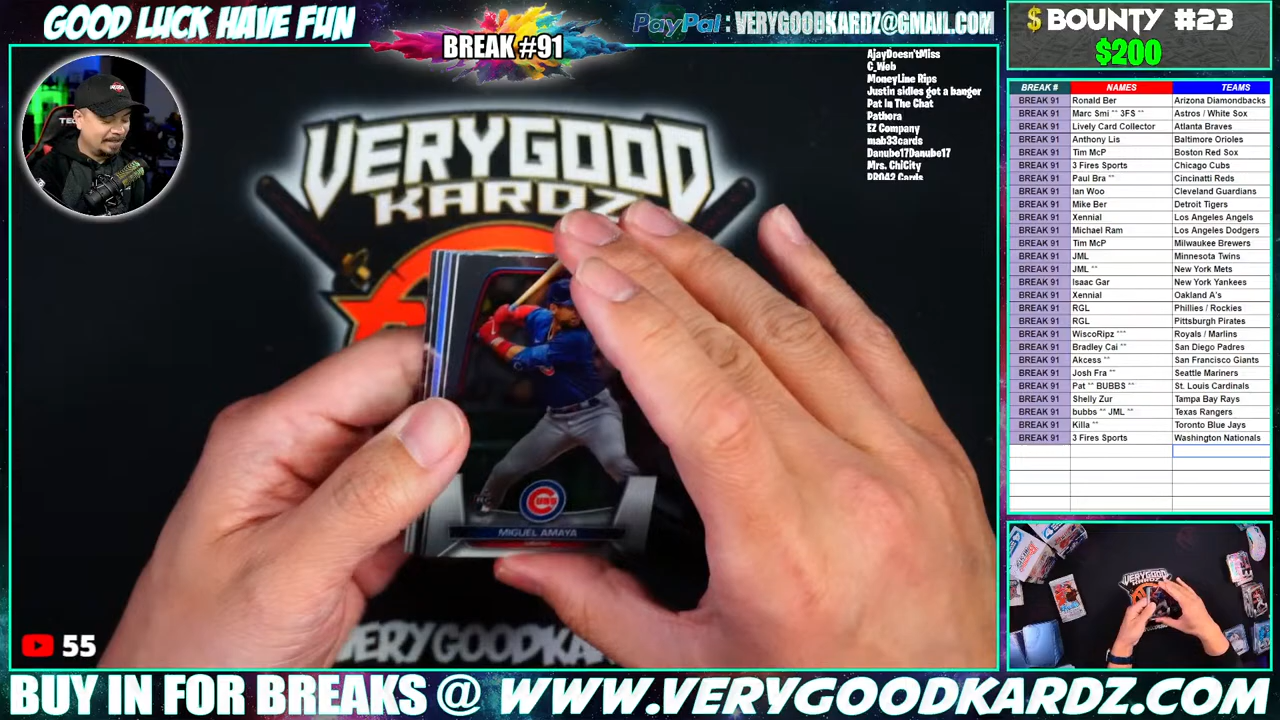 GOOD LUCK HAVE FUN
BREAK #91
PayPal : VERYGOODKARDZ@GMAIL.COM
$ BOUNTY #23
$200
AjayDoesn'tMiss
C_Web
MoneyLine Rips
Justin sidles got a banger
Pat In The Chat
Pathora
EZ Company
mab33cards
Danube17Danube17
Mrs. ChiCity
PRO42 Cards
VERYGOOD
KARDZ
CUBS
RC
MIGUEL AMAYA
VERYGOODKA
55
BREAK # NAMES TEAMS
BREAK 91 Ronald Ber Arizona Diamondbacks
BREAK 91 Marc Smi ** 3FS ** Astros / White Sox
BREAK 91 Lively Card Collector Atlanta Braves
BREAK 91 Anthony Lis Baltimore Orioles
BREAK 91 Tim McP Boston Red Sox
BREAK 91 3 Fires Sports Chicago Cubs
BREAK 91 Paul Bra ** Cincinatti Reds
BREAK 91 Ian Woo Cleveland Guardians
BREAK 91 Mike Ber Detroit Tigers
BREAK 91 Xennial Los Angeles Angels
BREAK 91 Michael Ram Los Angeles Dodgers
BREAK 91 Tim McP Milwaukee Brewers
BREAK 91 JML Minnesota Twins
BREAK 91 JML ** New York Mets
BREAK 91 Isaac Gar New York Yankees
BREAK 91 Xennial Oakland A's
BREAK 91 RGL Phillies / Rockies
BREAK 91 RGL Pittsburgh Pirates
BREAK 91 WiscoRipz *** Royals / Marlins
BREAK 91 Bradley Cai ** San Diego Padres
BREAK 91 Akcess ** San Francisco Giants
BREAK 91 Josh Fra ** Seattle Mariners
BREAK 91 Pat ** BUBBS ** St. Louis Cardinals
BREAK 91 Shelly Zur Tampa Bay Rays
BREAK 91 bubbs ** JML ** Texas Rangers
BREAK 91 Killa ** Toronto Blue Jays
BREAK 91 3 Fires Sports Washington Nationals
VERYGOOD
BUY IN FOR BREAKS @ WWW.VERYGOODKARDZ.COM